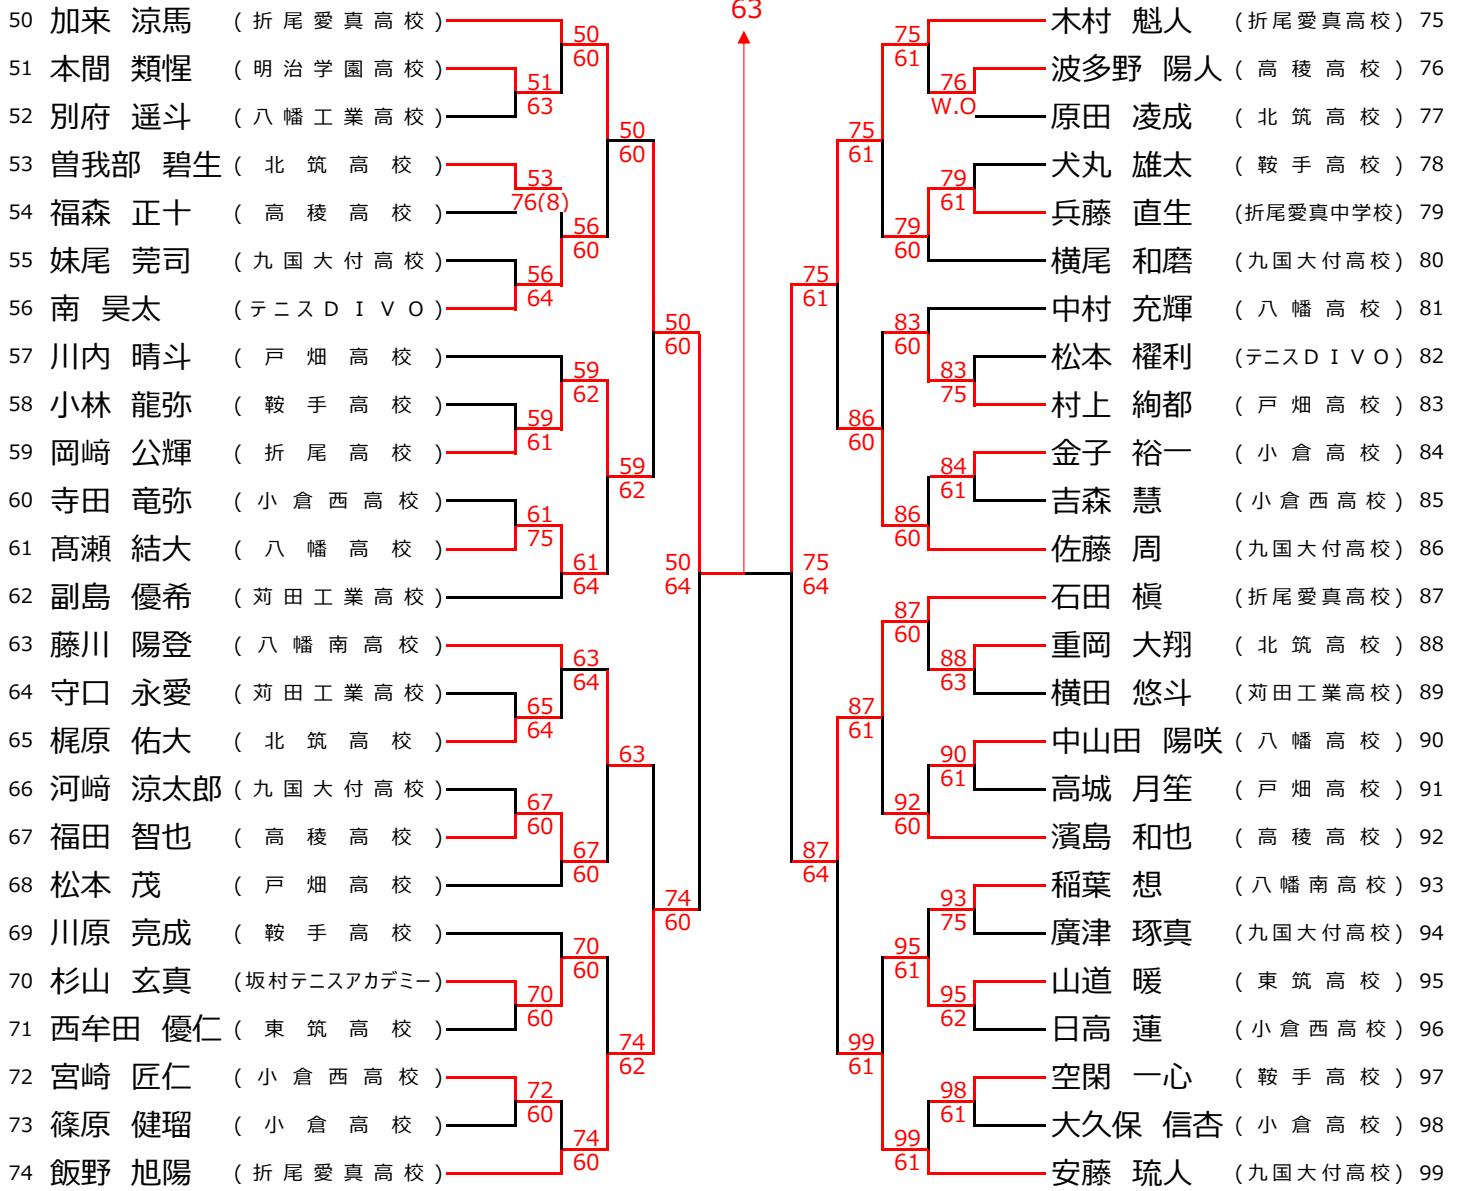 63
50 加来 涼馬 (折尾愛真高校)
51 本間 類惺 (明治学園高校)
52 別府 遥斗 (八幡工業高校)
53 曽我部 碧生 (北筑高校)
54 福森 正十 (高稜高校)
55 妹尾 莞司 (九国大付高校)
56 南 昊太 (テニスDIVO)
57 川内 晴斗 (戸畑高校)
58 小林 龍弥 (鞍手高校)
59 岡﨑 公輝 (折尾高校)
60 寺田 竜弥 (小倉西高校)
61 髙瀬 結大 (八幡高校)
62 副島 優希 (苅田工業高校)
63 藤川 陽登 (八幡南高校)
64 守口 永愛 (苅田工業高校)
65 梶原 佑大 (北筑高校)
66 河﨑 涼太郎 (九国大付高校)
67 福田 智也 (高稜高校)
68 松本 茂 (戸畑高校)
69 川原 亮成 (鞍手高校)
70 杉山 玄真 (坂村テニスアカデミー)
71 西牟田 優仁 (東筑高校)
72 宮崎 匠仁 (小倉西高校)
73 篠原 健瑠 (小倉高校)
74 飯野 旭陽 (折尾愛真高校)
51
63
53
76(8)
56
64
59
61
61
75
65
64
67
60
70
60
72
60
50
60
56
60
59
62
61
64
63
64
67
60
70
60
74
60
50
60
59
62
63
74
62
50
60
74
60
50
64
75
64
75
61
87
64
75
61
86
60
87
61
99
61
75
61
79
60
83
60
86
60
87
60
92
60
95
61
99
61
76
W.O
79
61
83
75
84
61
88
63
90
61
93
75
95
62
98
61
木村 魁人 (折尾愛真高校) 75
波多野 陽人 (高稜高校) 76
原田 凌成 (北筑高校) 77
犬丸 雄太 (鞍手高校) 78
兵藤 直生 (折尾愛真中学校) 79
横尾 和磨 (九国大付高校) 80
中村 充輝 (八幡高校) 81
松本 櫂利 (テニスDIVO) 82
村上 絢都 (戸畑高校) 83
金子 裕一 (小倉高校) 84
吉森 慧 (小倉西高校) 85
佐藤 周 (九国大付高校) 86
石田 槇 (折尾愛真高校) 87
重岡 大翔 (北筑高校) 88
横田 悠斗 (苅田工業高校) 89
中山田 陽咲 (八幡高校) 90
高城 月笙 (戸畑高校) 91
濱島 和也 (高稜高校) 92
稲葉 想 (八幡南高校) 93
廣津 琢真 (九国大付高校) 94
山道 暖 (東筑高校) 95
日高 蓮 (小倉西高校) 96
空閑 一心 (鞍手高校) 97
大久保 信杏 (小倉高校) 98
安藤 琉人 (九国大付高校) 99